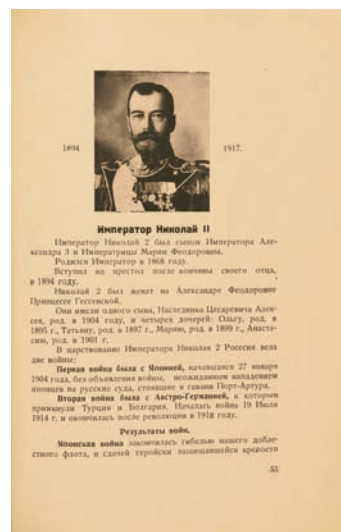 1894
1917.
Император Николай II
Император Николай 2 был сыном Императора Але-
ксандра 3 и Императрицы Марии Феодоровны.
Родился Император в 1868 году.
Вступил на престол после кончины своего отца,
в 1894 году.
Николай 2 был женат на Александре Феодоровне
Принцессе Гессенской.
Они имели одного сына, Наследника Цесаревича Алек-
сея, род. в 1904 году, и четырех дочерей: Ольгу, род. в
1895 г., Татьяну, род. в 1897 г., Марию, род. в 1899 г., Анаста-
сию, род. в 1901 г.
В царствование Императора Николая 2 Россия вела
две войны:
Первая война была с Японией, начавшаяся 27 января
1904 года, без объявления войны, неожиданным нападением
японцев на русские суда, стоявшие в гавани Порт-Артура.
Вторая война была с Австро-Германией, к которым
примкнули Турция и Болгария. Началась война 19 Июля
1914 г. и окончилась после революции в 1918 году.
Результаты войн.
Японская война закончилась гибелью нашего добле-
стного флота, и сдачей геройски защищавшейся крепости
55